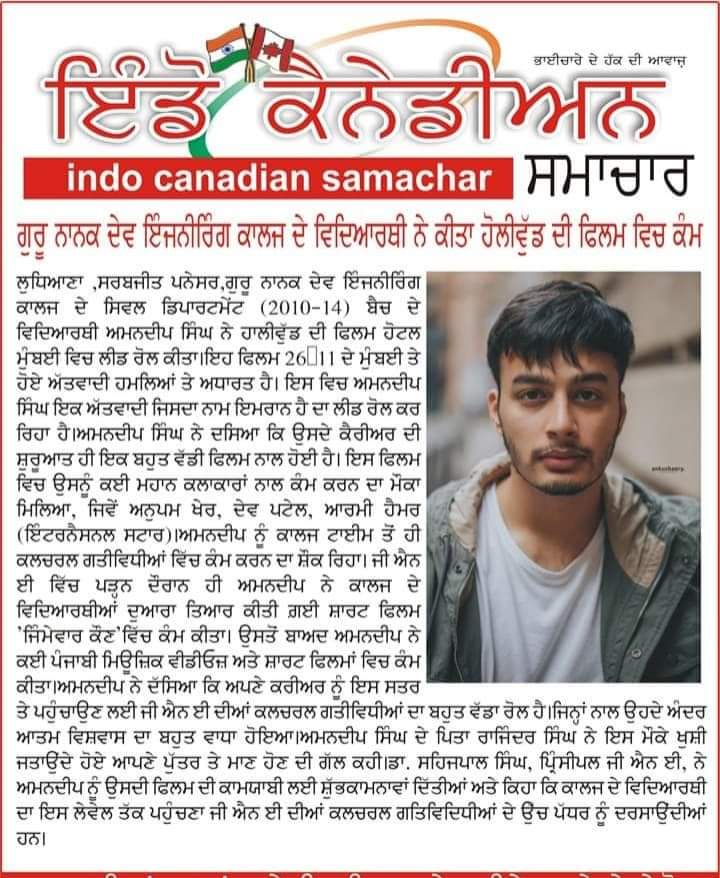 ਭਾਈਚਾਰੇ ਦੇ ਹੱਕ ਦੀ ਆਵਾਜ਼
ਇੰਡੋ ਕੈਨੇਡੀਅਨ
indo canadian samachar ਸਮਾਚਾਰ
ਗੁਰੂ ਨਾਨਕ ਦੇਵ ਇੰਜਨੀਰਿੰਗ ਕਾਲਜ ਦੇ ਵਿਦਿਆਰਥੀ ਨੇ ਕੀਤਾ ਹੋਲੀਵੁੱਡ ਦੀ ਫਿਲਮ ਵਿਚ ਕੰਮ
ਲੁਧਿਆਣਾ ,ਸਰਬਜੀਤ ਪਨੇਸਰ,ਗੁਰੂ ਨਾਨਕ ਦੇਵ ਇੰਜਨੀਰਿੰਗ
ਕਾਲਜ ਦੇ ਸਿਵਲ ਡਿਪਾਰਟਮੇਂਟ (2010-14) ਬੈਚ ਦੇ
ਵਿਦਿਆਰਥੀ ਅਮਨਦੀਪ ਸਿੰਘ ਨੇ ਹਾਲੀਵੁੱਡ ਦੀ ਫਿਲਮ ਹੋਟਲ
ਮੁੰਬਈ ਵਿਚ ਲੀਡ ਰੋਲ ਕੀਤਾ।ਇਹ ਫਿਲਮ 26▯11 ਦੇ ਮੁੰਬਈ ਤੇ
ਹੋਏ ਅੱਤਵਾਦੀ ਹਮਲਿਆਂ ਤੇ ਅਧਾਰਤ ਹੈ। ਇਸ ਵਿਚ ਅਮਨਦੀਪ
ਸਿੰਘ ਇਕ ਅੱਤਵਾਦੀ ਜਿਸਦਾ ਨਾਮ ਇਮਰਾਨ ਹੈ ਦਾ ਲੀਡ ਰੋਲ ਕਰ
ਰਿਹਾ ਹੈ।ਅਮਨਦੀਪ ਸਿੰਘ ਨੇ ਦਸਿਆ ਕਿ ਉਸਦੇ ਕੈਰੀਅਰ ਦੀ
ਸ਼ੁਰੂਆਤ ਹੀ ਇਕ ਬਹੁਤ ਵੱਡੀ ਫਿਲਮ ਨਾਲ ਹੋਈ ਹੈ। ਇਸ ਫਿਲਮ
ਵਿਚ ਉਸਨੂੰ ਕਈ ਮਹਾਨ ਕਲਾਕਾਰਾਂ ਨਾਲ ਕੰਮ ਕਰਨ ਦਾ ਮੌਕਾ
ਮਿਲਿਆ, ਜਿਵੇਂ ਅਨੁਪਮ ਖੇਰ, ਦੇਵ ਪਟੇਲ, ਆਰਮੀ ਹੈਮਰ
(ਇੰਟਰਨੈਸਨਲ ਸਟਾਰ)।ਅਮਨਦੀਪ ਨੂੰ ਕਾਲਜ ਟਾਈਮ ਤੋਂ ਹੀ
ਕਲਚਰਲ ਗਤੀਵਿਧੀਆਂ ਵਿੱਚ ਕੰਮ ਕਰਨ ਦਾ ਸ਼ੌਕ ਰਿਹਾ। ਜੀ ਐਨ
ਈ ਵਿੱਚ ਪੜ੍ਹਨ ਦੌਰਾਨ ਹੀ ਅਮਨਦੀਪ ਨੇ ਕਾਲਜ ਦੇ
ਵਿਦਿਆਰਥੀਆਂ ਦੁਆਰਾ ਤਿਆਰ ਕੀਤੀ ਗਈ ਸ਼ਾਰਟ ਫਿਲਮ
'ਜਿੰਮੇਵਾਰ ਕੌਣ'ਵਿੱਚ ਕੰਮ ਕੀਤਾ। ਉਸਤੋਂ ਬਾਅਦ ਅਮਨਦੀਪ ਨੇ
ਕਈ ਪੰਜਾਬੀ ਮਿਊਜ਼ਿਕ ਵੀਡੀਓਜ਼ ਅਤੇ ਸ਼ਾਰਟ ਫਿਲਮਾਂ ਵਿਚ ਕੰਮ
ਕੀਤਾ।ਅਮਨਦੀਪ ਨੇ ਦੱਸਿਆ ਕਿ ਅਪਣੇ ਕਰੀਅਰ ਨੂੰ ਇਸ ਸਤਰ
ਤੇ ਪਹੁੰਚਾਉਣ ਲਈ ਜੀ ਐਨ ਈ ਦੀਆਂ ਕਲਚਰਲ ਗਤੀਵਿਧੀਆਂ ਦਾ ਬਹੁਤ ਵੱਡਾ ਰੋਲ ਹੈ।ਜਿਨ੍ਹਾਂ ਨਾਲ ਉਹਦੇ ਅੰਦਰ
ਆਤਮ ਵਿਸ਼ਵਾਸ ਦਾ ਬਹੁਤ ਵਾਧਾ ਹੋਇਆ।ਅਮਨਦੀਪ ਸਿੰਘ ਦੇ ਪਿਤਾ ਰਾਜਿੰਦਰ ਸਿੰਘ ਨੇ ਇਸ ਮੌਕੇ ਖੁਸ਼ੀ
ਜਤਾਉਂਦੇ ਹੋਏ ਆਪਣੇ ਪੁੱਤਰ ਤੇ ਮਾਣ ਹੋਣ ਦੀ ਗੱਲ ਕਹੀ।ਡਾ. ਸਹਿਜਪਾਲ ਸਿੰਘ, ਪ੍ਰਿੰਸੀਪਲ ਜੀ ਐਨ ਈ, ਨੇ
ਅਮਨਦੀਪ ਨੂੰ ਉਸਦੀ ਫਿਲਮ ਦੀ ਕਾਮਯਾਬੀ ਲਈ ਸ਼ੁੱਭਕਾਮਨਾਵਾਂ ਦਿੱਤੀਆਂ ਅਤੇ ਕਿਹਾ ਕਿ ਕਾਲਜ ਦੇ ਵਿਦਿਆਰਥੀ
ਦਾ ਇਸ ਲੇਵੇਲ ਤੱਕ ਪਹੁੰਚਣਾ ਜੀ ਐਨ ਈ ਦੀਆਂ ਕਲਚਰਲ ਗਤਿਵਿਦਿਧੀਆਂ ਦੇ ਉੱਚ ਪੱਧਰ ਨੂੰ ਦਰਸਾਉਂਦੀਆਂ
ਹਨ।